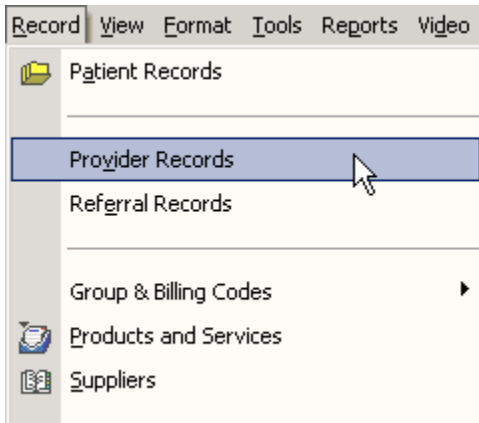 Record View Format Tools Reports Video
Patient Records
Provider Records
Referral Records
Group & Billing Codes
Products and Services
Suppliers